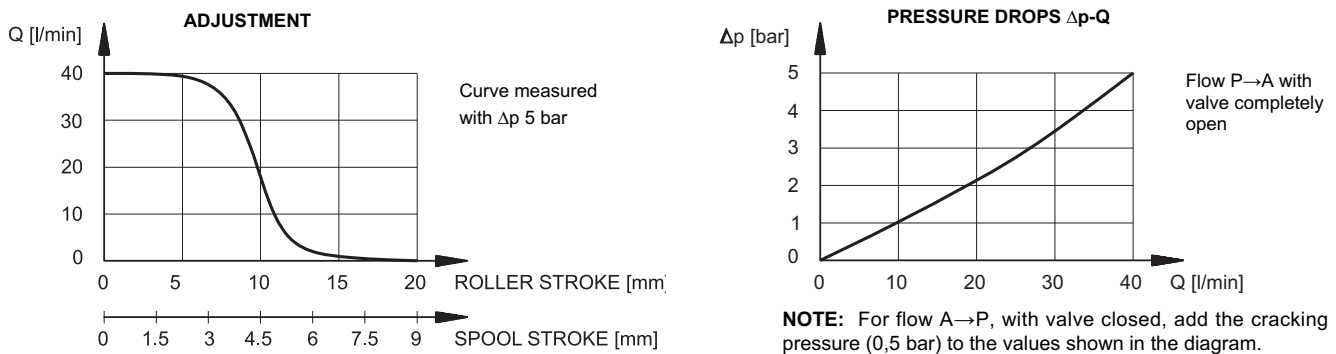 ADJUSTMENT
Q [l/min]
40
30
20
10
0
0 5 10 15 20 ROLLER STROKE [mm]
0 1.5 3 4.5 6 7.5 9 SPOOL STROKE [mm]
Curve measured
with Δp 5 bar
PRESSURE DROPS Δp-Q
Δp [bar]
5
4
3
2
1
0
0 10 20 30 40 Q [l/min]
Flow P→A with
valve completely
open
NOTE: For flow A→P, with valve closed, add the cracking
pressure (0,5 bar) to the values shown in the diagram.